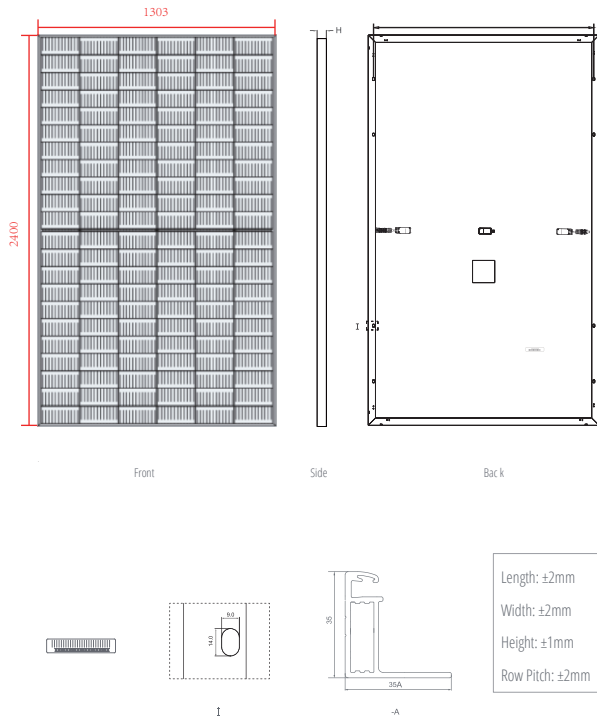 1303
H
2400
I
Front
Side
Bac k
Length: ±2mm
Width: ±2mm
Height: ±1mm
Row Pitch: ±2mm
9.0
14.0
35
35A
I
-A